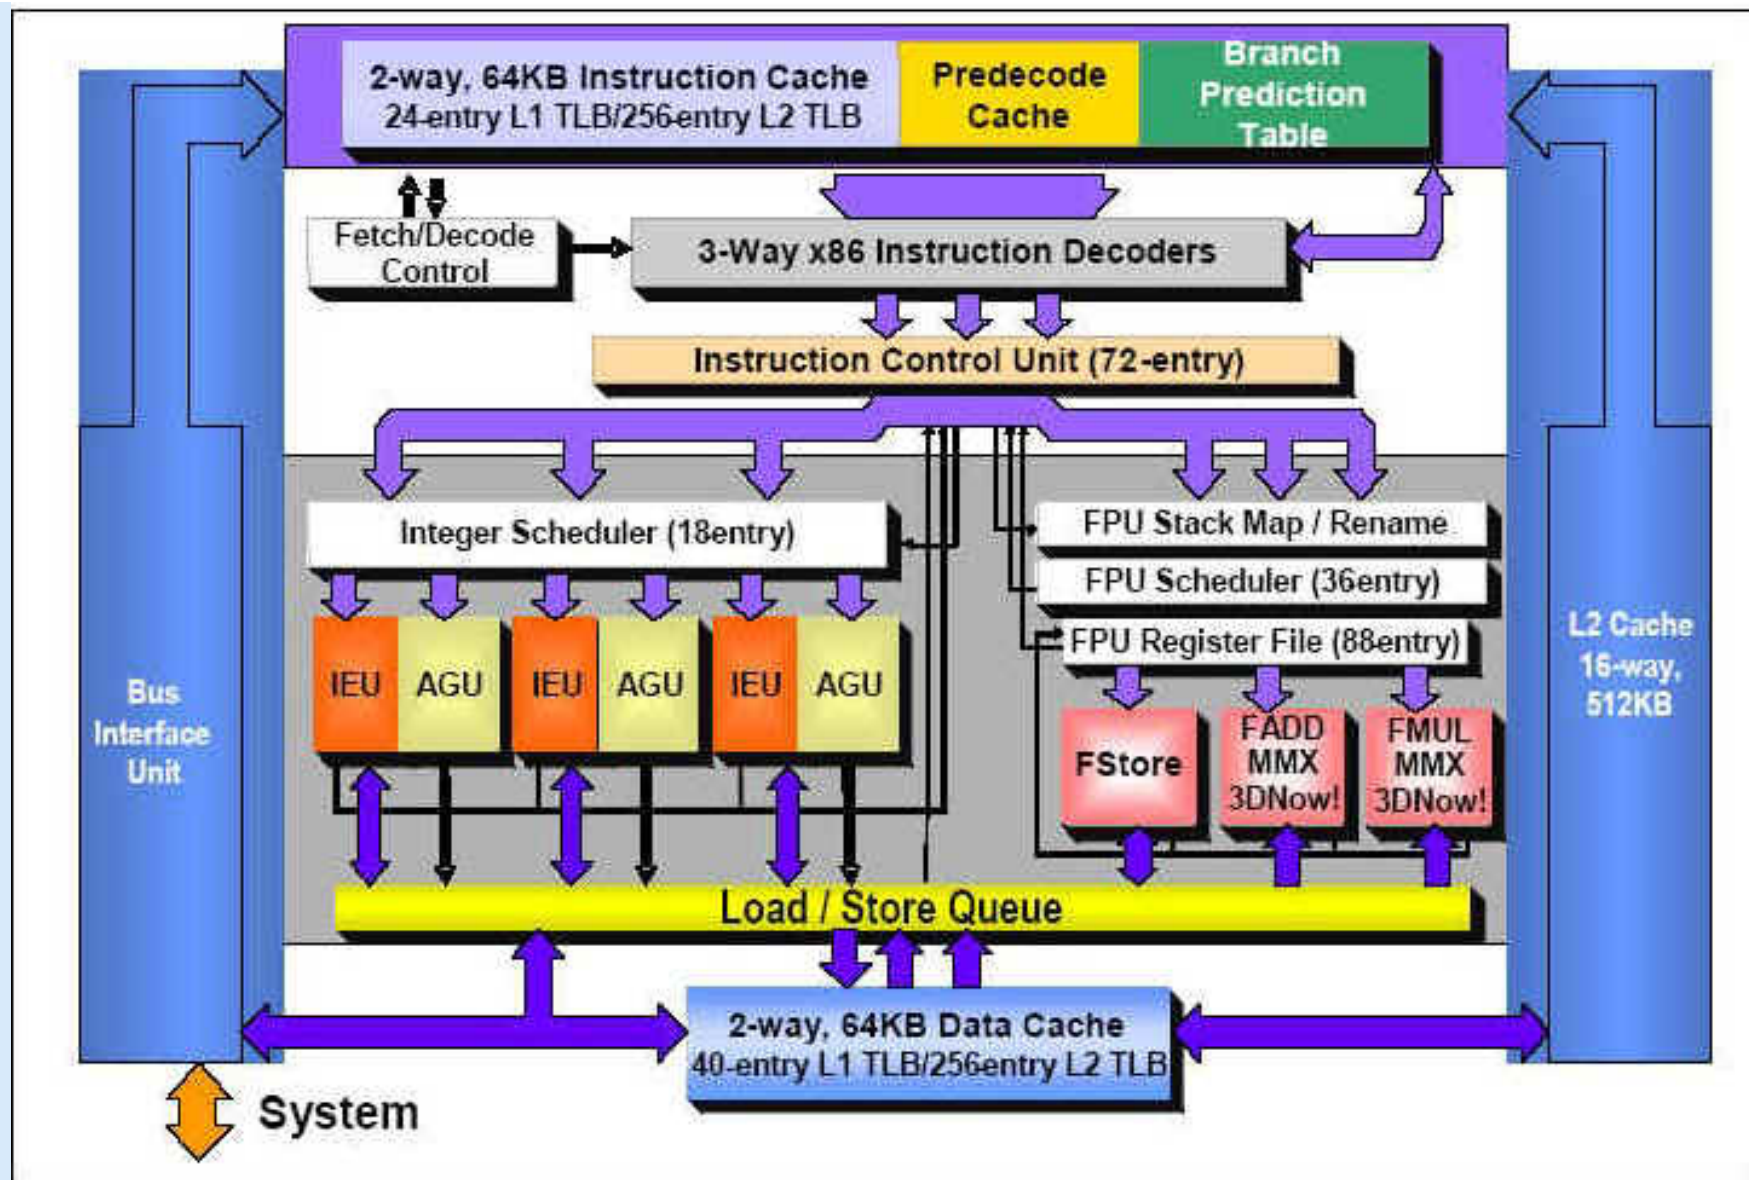 2-way, 64KB Instruction Cache
24-entry L1 TLB/256-entry L2 TLB
Predecode
Cache
Branch
Prediction
Table
Fetch/Decode
Control
3-Way x86 Instruction Decoders
Instruction Control Unit (72-entry)
Integer Scheduler (18entry)
FPU Stack Map / Rename
FPU Scheduler (36entry)
FPU Register File (88entry)
IEU
AGU
IEU
AGU
IEU
AGU
FStore
FADD
MMX
3DNow!
FMUL
MMX
3DNow!
Bus
Interface
Unit
L2 Cache
16-way,
512KB
Load / Store Queue
2-way, 64KB Data Cache
40-entry L1 TLB/256entry L2 TLB
System